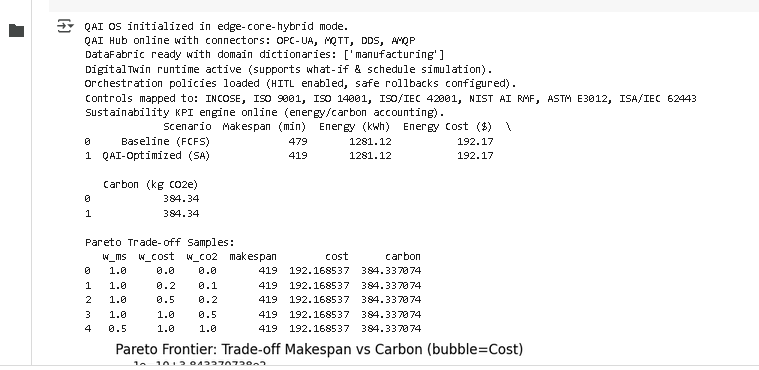 QAI OS initialized in edge-core-hybrid mode.
QAI Hub online with connectors: OPC-UA, MQTT, DDS, AMQP
DataFabric ready with domain dictionaries: ['manufacturing']
DigitalTwin runtime active (supports what-if & schedule simulation).
Orchestration policies loaded (HITL enabled, safe rollbacks configured).
Controls mapped to: INCOSE, ISO 9001, ISO 14001, ISO/IEC 42001, NIST AI RMF, ASTM E3012, ISA/IEC 62443
Sustainability KPI engine online (energy/carbon accounting).
Scenario Makespan (min) Energy (kWh) Energy Cost ($) \
0 Baseline (FCFS) 479 1281.12 192.17
1 QAI-Optimized (SA) 419 1281.12 192.17
Carbon (kg CO2e)
0 384.34
1 384.34
Pareto Trade-off Samples:
w_ms w_cost w_co2 makespan cost carbon
0 1.0 0.0 0.0 419 192.168537 384.337074
1 1.0 0.2 0.1 419 192.168537 384.337074
2 1.0 0.5 0.2 419 192.168537 384.337074
3 1.0 1.0 0.5 419 192.168537 384.337074
4 0.5 1.0 1.0 419 192.168537 384.337074
Pareto Frontier: Trade-off Makespan vs Carbon (bubble=Cost)